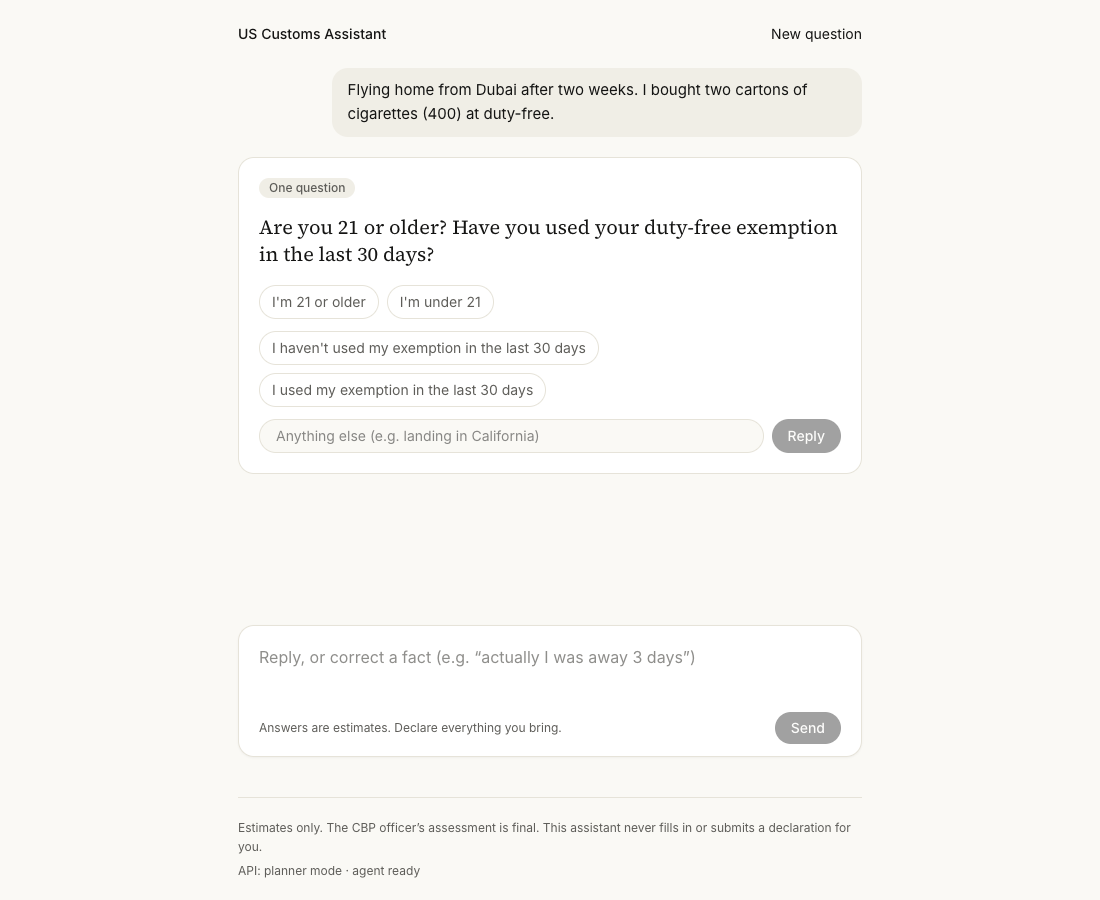 US Customs Assistant
New question
Flying home from Dubai after two weeks. I bought two cartons of
cigarettes (400) at duty-free.
One question
Are you 21 or older? Have you used your duty-free exemption
in the last 30 days?
I'm 21 or older
I'm under 21
I haven't used my exemption in the last 30 days
I used my exemption in the last 30 days
Anything else (e.g. landing in California)
Reply
Reply, or correct a fact (e.g. “actually I was away 3 days”)
Answers are estimates. Declare everything you bring.
Send
Estimates only. The CBP officer’s assessment is final. This assistant never fills in or submits a declaration for
you.
API: planner mode · agent ready